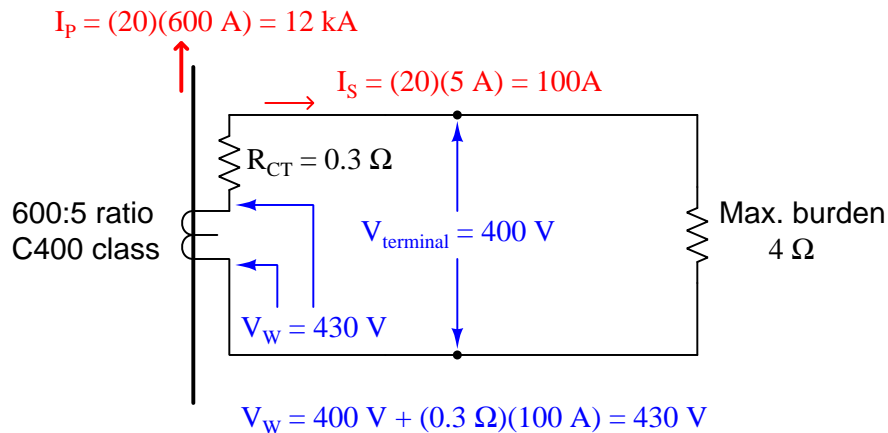 I_P = (20)(600 A) = 12 kA
I_S = (20)(5 A) = 100A
R_CT = 0.3 Ω
600:5 ratio
C400 class
V_terminal = 400 V
Max. burden
4 Ω
V_W = 430 V
V_W = 400 V + (0.3 Ω)(100 A) = 430 V